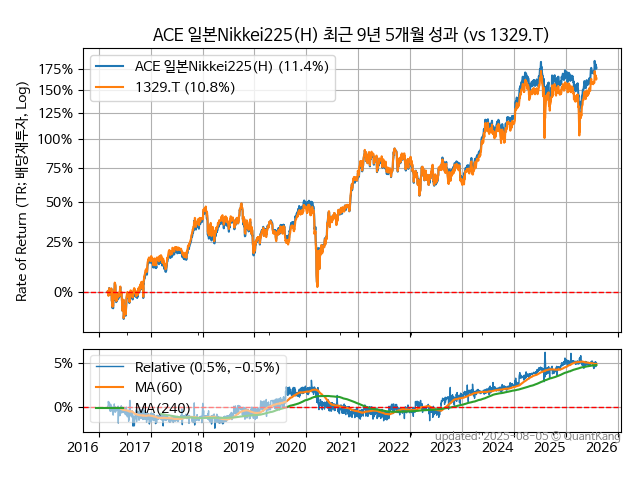 ACE 일본Nikkei225(H) 최근 9년 5개월 성과 (vs 1329.T)
Rate of Return (TR: 배당재투자, Log)
175%
150%
125%
100%
75%
50%
25%
0%
ACE 일본Nikkei225(H) (11.4%)
1329.T (10.8%)
5%
0%
Relative (0.5%, −0.5%)
MA(60)
MA(240)
2016 2017 2018 2019 2020 2021 2022 2023 2024 2025 2026
updated: 2025-08-05 © QuantKang